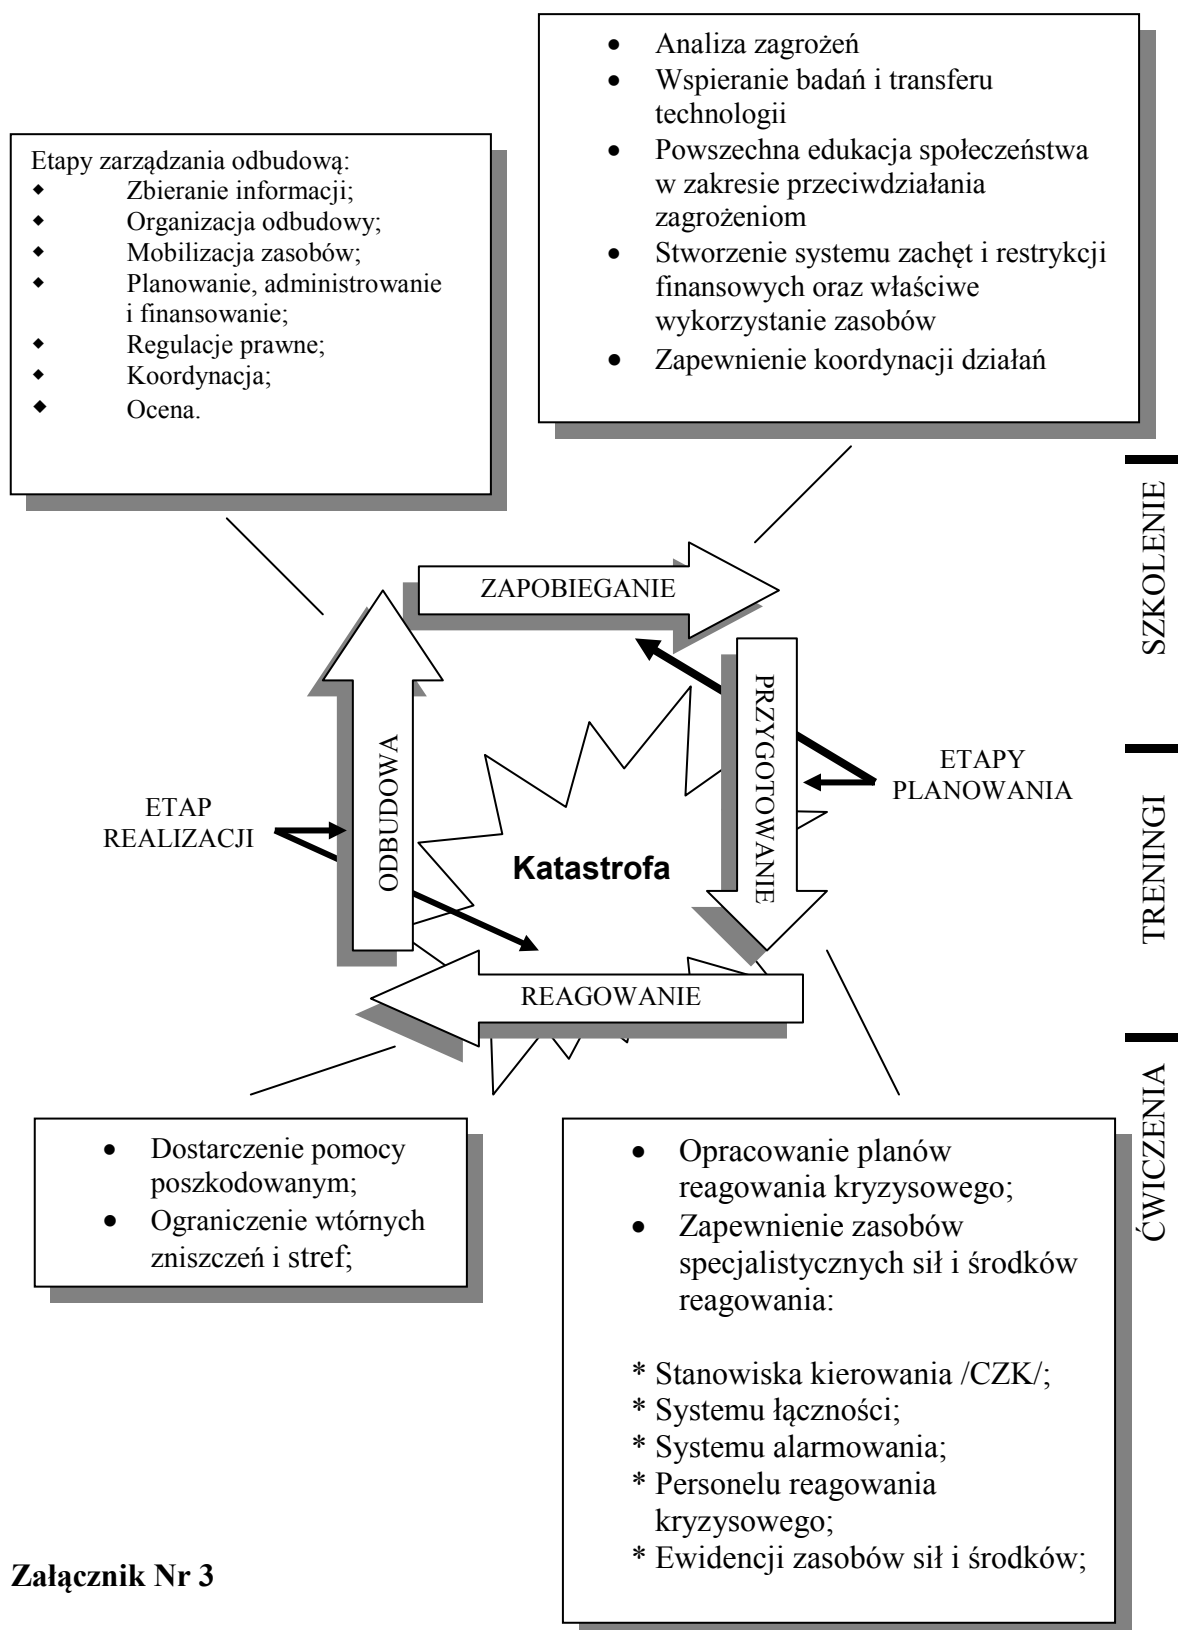 • Analiza zagrożeń
• Wspieranie badań i transferu
technologii
• Powszechna edukacja społeczeństwa
w zakresie przeciwdziałania
zagrożeniom
• Stworzenie systemu zachęt i restrykcji
finansowych oraz właściwe
wykorzystanie zasobów
• Zapewnienie koordynacji działań
Etapy zarządzania odbudową:
◆ Zbieranie informacji;
◆ Organizacja odbudowy;
◆ Mobilizacja zasobów;
◆ Planowanie, administrowanie
i finansowanie;
◆ Regulacje prawne;
◆ Koordynacja;
◆ Ocena.
SZKOLENIE
ZAPOBIEGANIE
PRZYGOTOWANIE
ODBUDOWA
ETAPY
PLANOWANIA
ETAP
REALIZACJI
Katastrofa
TRENINGI
REAGOWANIE
ĆWICZENIA
• Dostarczenie pomocy
poszkodowanym;
• Ograniczenie wtórnych
zniszczeń i stref;
• Opracowanie planów
reagowania kryzysowego;
• Zapewnienie zasobów
specjalistycznych sił i środków
reagowania:
* Stanowiska kierowania /CZK/;
* Systemu łączności;
* Systemu alarmowania;
* Personelu reagowania
kryzysowego;
* Ewidencji zasobów sił i środków;
Załącznik Nr 3